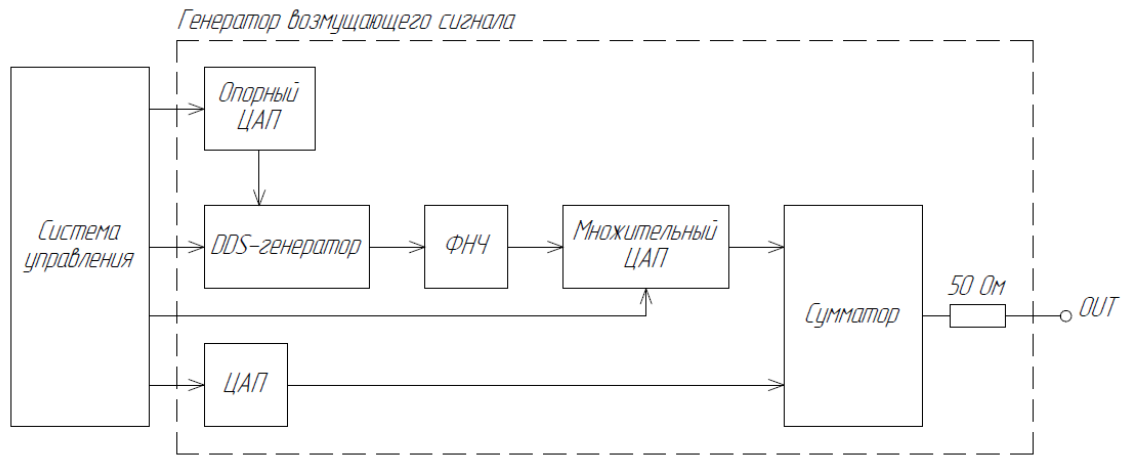 Генератор возмущающего сигнала
Опорный
ЦАП
Система
управления
DDS-генератор
ФНЧ
Множительный
ЦАП
Сумматор
50 Ом
OUT
ЦАП